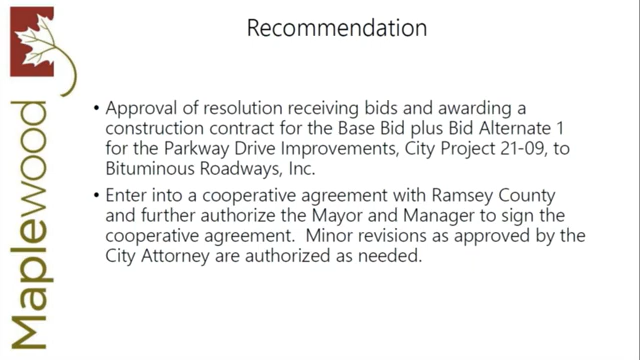 Recommendation
Maplewood
• Approval of resolution receiving bids and awarding a
construction contract for the Base Bid plus Bid Alternate 1
for the Parkway Drive Improvements, City Project 21-09, to
Bituminous Roadways, Inc.
• Enter into a cooperative agreement with Ramsey County
and further authorize the Mayor and Manager to sign the
cooperative agreement.  Minor revisions as approved by the
City Attorney are authorized as needed.